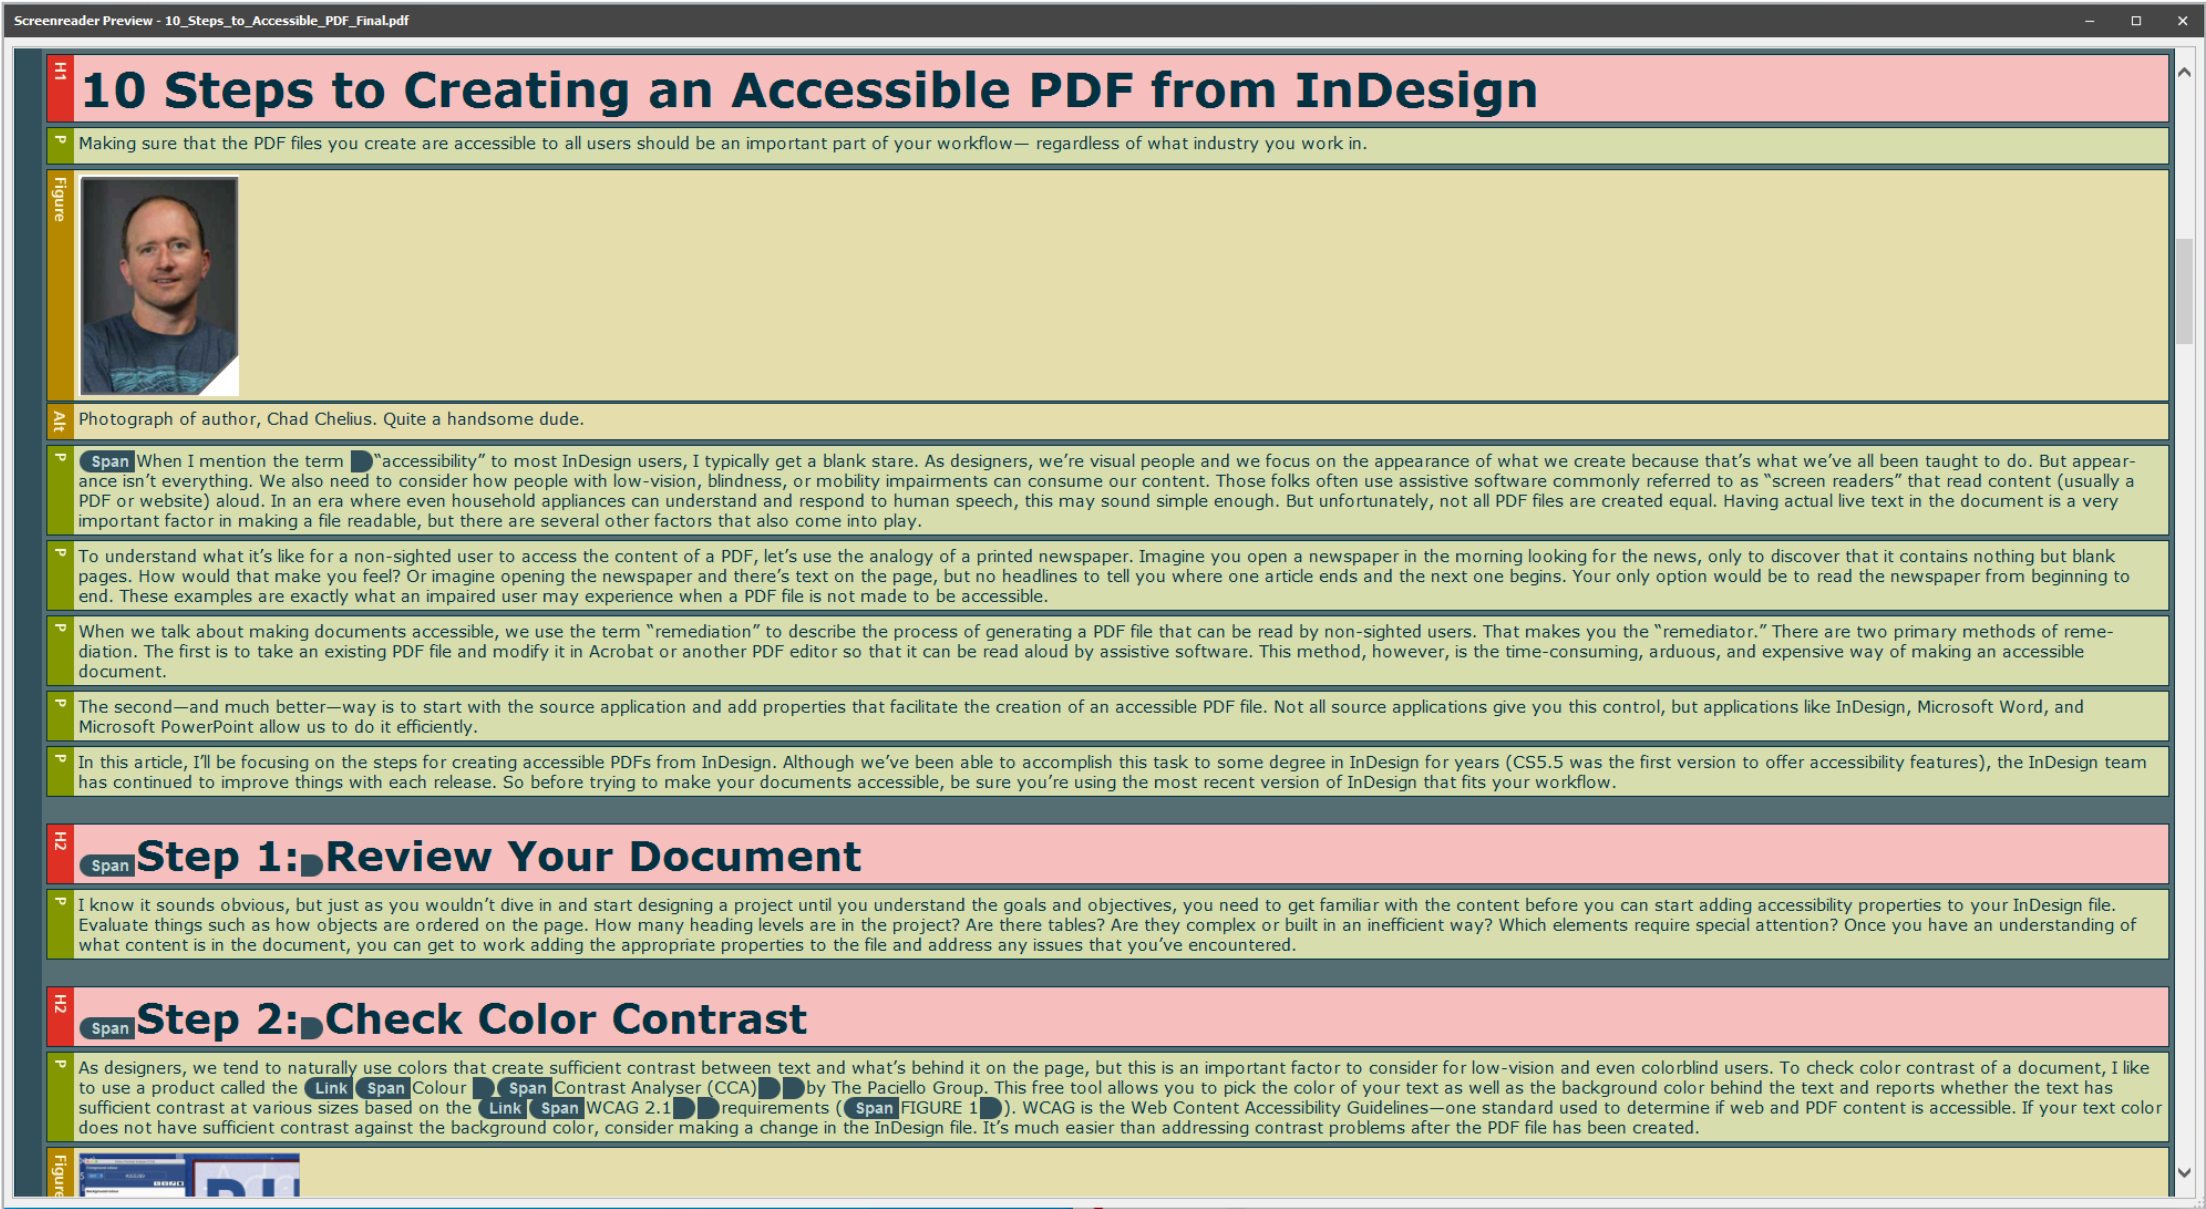 Screenreader Preview - 10_Steps_to_Accessible_PDF_Final.pdf
H1
10 Steps to Creating an Accessible PDF from InDesign
P
Making sure that the PDF files you create are accessible to all users should be an important part of your workflow— regardless of what industry you work in.
Figure
Alt
Photograph of author, Chad Chelius. Quite a handsome dude.
P
Span When I mention the term “accessibility” to most InDesign users, I typically get a blank stare. As designers, we’re visual people and we focus on the appearance of what we create because that’s what we’ve all been taught to do. But appear-
ance isn’t everything. We also need to consider how people with low-vision, blindness, or mobility impairments can consume our content. Those folks often use assistive software commonly referred to as “screen readers” that read content (usually a
PDF or website) aloud. In an era where even household appliances can understand and respond to human speech, this may sound simple enough. But unfortunately, not all PDF files are created equal. Having actual live text in the document is a very
important factor in making a file readable, but there are several other factors that also come into play.
P
To understand what it’s like for a non-sighted user to access the content of a PDF, let’s use the analogy of a printed newspaper. Imagine you open a newspaper in the morning looking for the news, only to discover that it contains nothing but blank
pages. How would that make you feel? Or imagine opening the newspaper and there’s text on the page, but no headlines to tell you where one article ends and the next one begins. Your only option would be to read the newspaper from beginning to
end. These examples are exactly what an impaired user may experience when a PDF file is not made to be accessible.
P
When we talk about making documents accessible, we use the term “remediation” to describe the process of generating a PDF file that can be read by non-sighted users. That makes you the “remediator.” There are two primary methods of reme-
diation. The first is to take an existing PDF file and modify it in Acrobat or another PDF editor so that it can be read aloud by assistive software. This method, however, is the time-consuming, arduous, and expensive way of making an accessible
document.
P
The second—and much better—way is to start with the source application and add properties that facilitate the creation of an accessible PDF file. Not all source applications give you this control, but applications like InDesign, Microsoft Word, and
Microsoft PowerPoint allow us to do it efficiently.
P
In this article, I’ll be focusing on the steps for creating accessible PDFs from InDesign. Although we’ve been able to accomplish this task to some degree in InDesign for years (CS5.5 was the first version to offer accessibility features), the InDesign team
has continued to improve things with each release. So before trying to make your documents accessible, be sure you’re using the most recent version of InDesign that fits your workflow.
H2
Span Step 1: Review Your Document
P
I know it sounds obvious, but just as you wouldn’t dive in and start designing a project until you understand the goals and objectives, you need to get familiar with the content before you can start adding accessibility properties to your InDesign file.
Evaluate things such as how objects are ordered on the page. How many heading levels are in the project? Are there tables? Are they complex or built in an inefficient way? Which elements require special attention? Once you have an understanding of
what content is in the document, you can get to work adding the appropriate properties to the file and address any issues that you’ve encountered.
H2
Span Step 2: Check Color Contrast
P
As designers, we tend to naturally use colors that create sufficient contrast between text and what’s behind it on the page, but this is an important factor to consider for low-vision and even colorblind users. To check color contrast of a document, I like
to use a product called the Link Span Colour Span Contrast Analyser (CCA) by The Paciello Group. This free tool allows you to pick the color of your text as well as the background color behind the text and reports whether the text has
sufficient contrast at various sizes based on the Link Span WCAG 2.1 requirements (Span FIGURE 1). WCAG is the Web Content Accessibility Guidelines—one standard used to determine if web and PDF content is accessible. If your text color
does not have sufficient contrast against the background color, consider making a change in the InDesign file. It’s much easier than addressing contrast problems after the PDF file has been created.
Figure